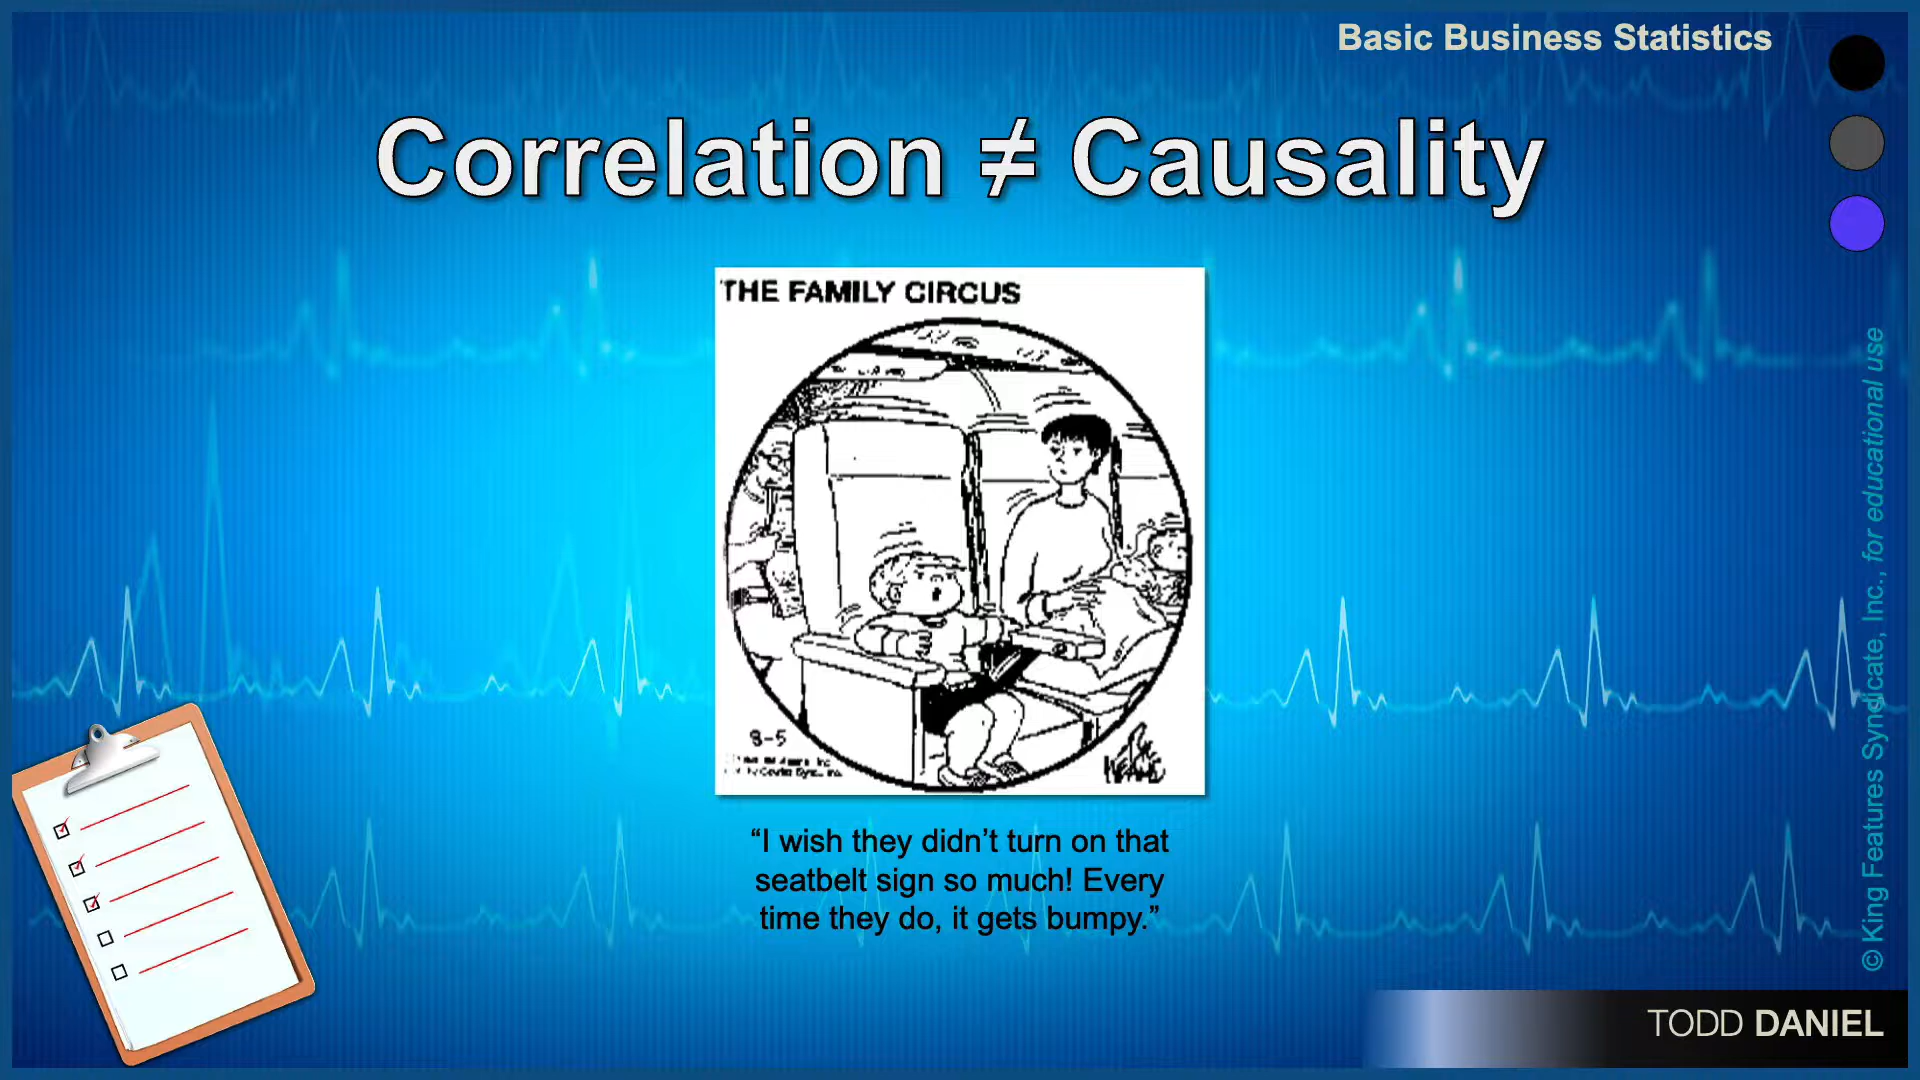 Basic Business Statistics
Correlation ≠ Causality
THE FAMILY CIRCUS
8-5
“I wish they didn’t turn on that
seatbelt sign so much! Every
time they do, it gets bumpy.”
© King Features Syndicate, Inc., for educational use
TODD DANIEL